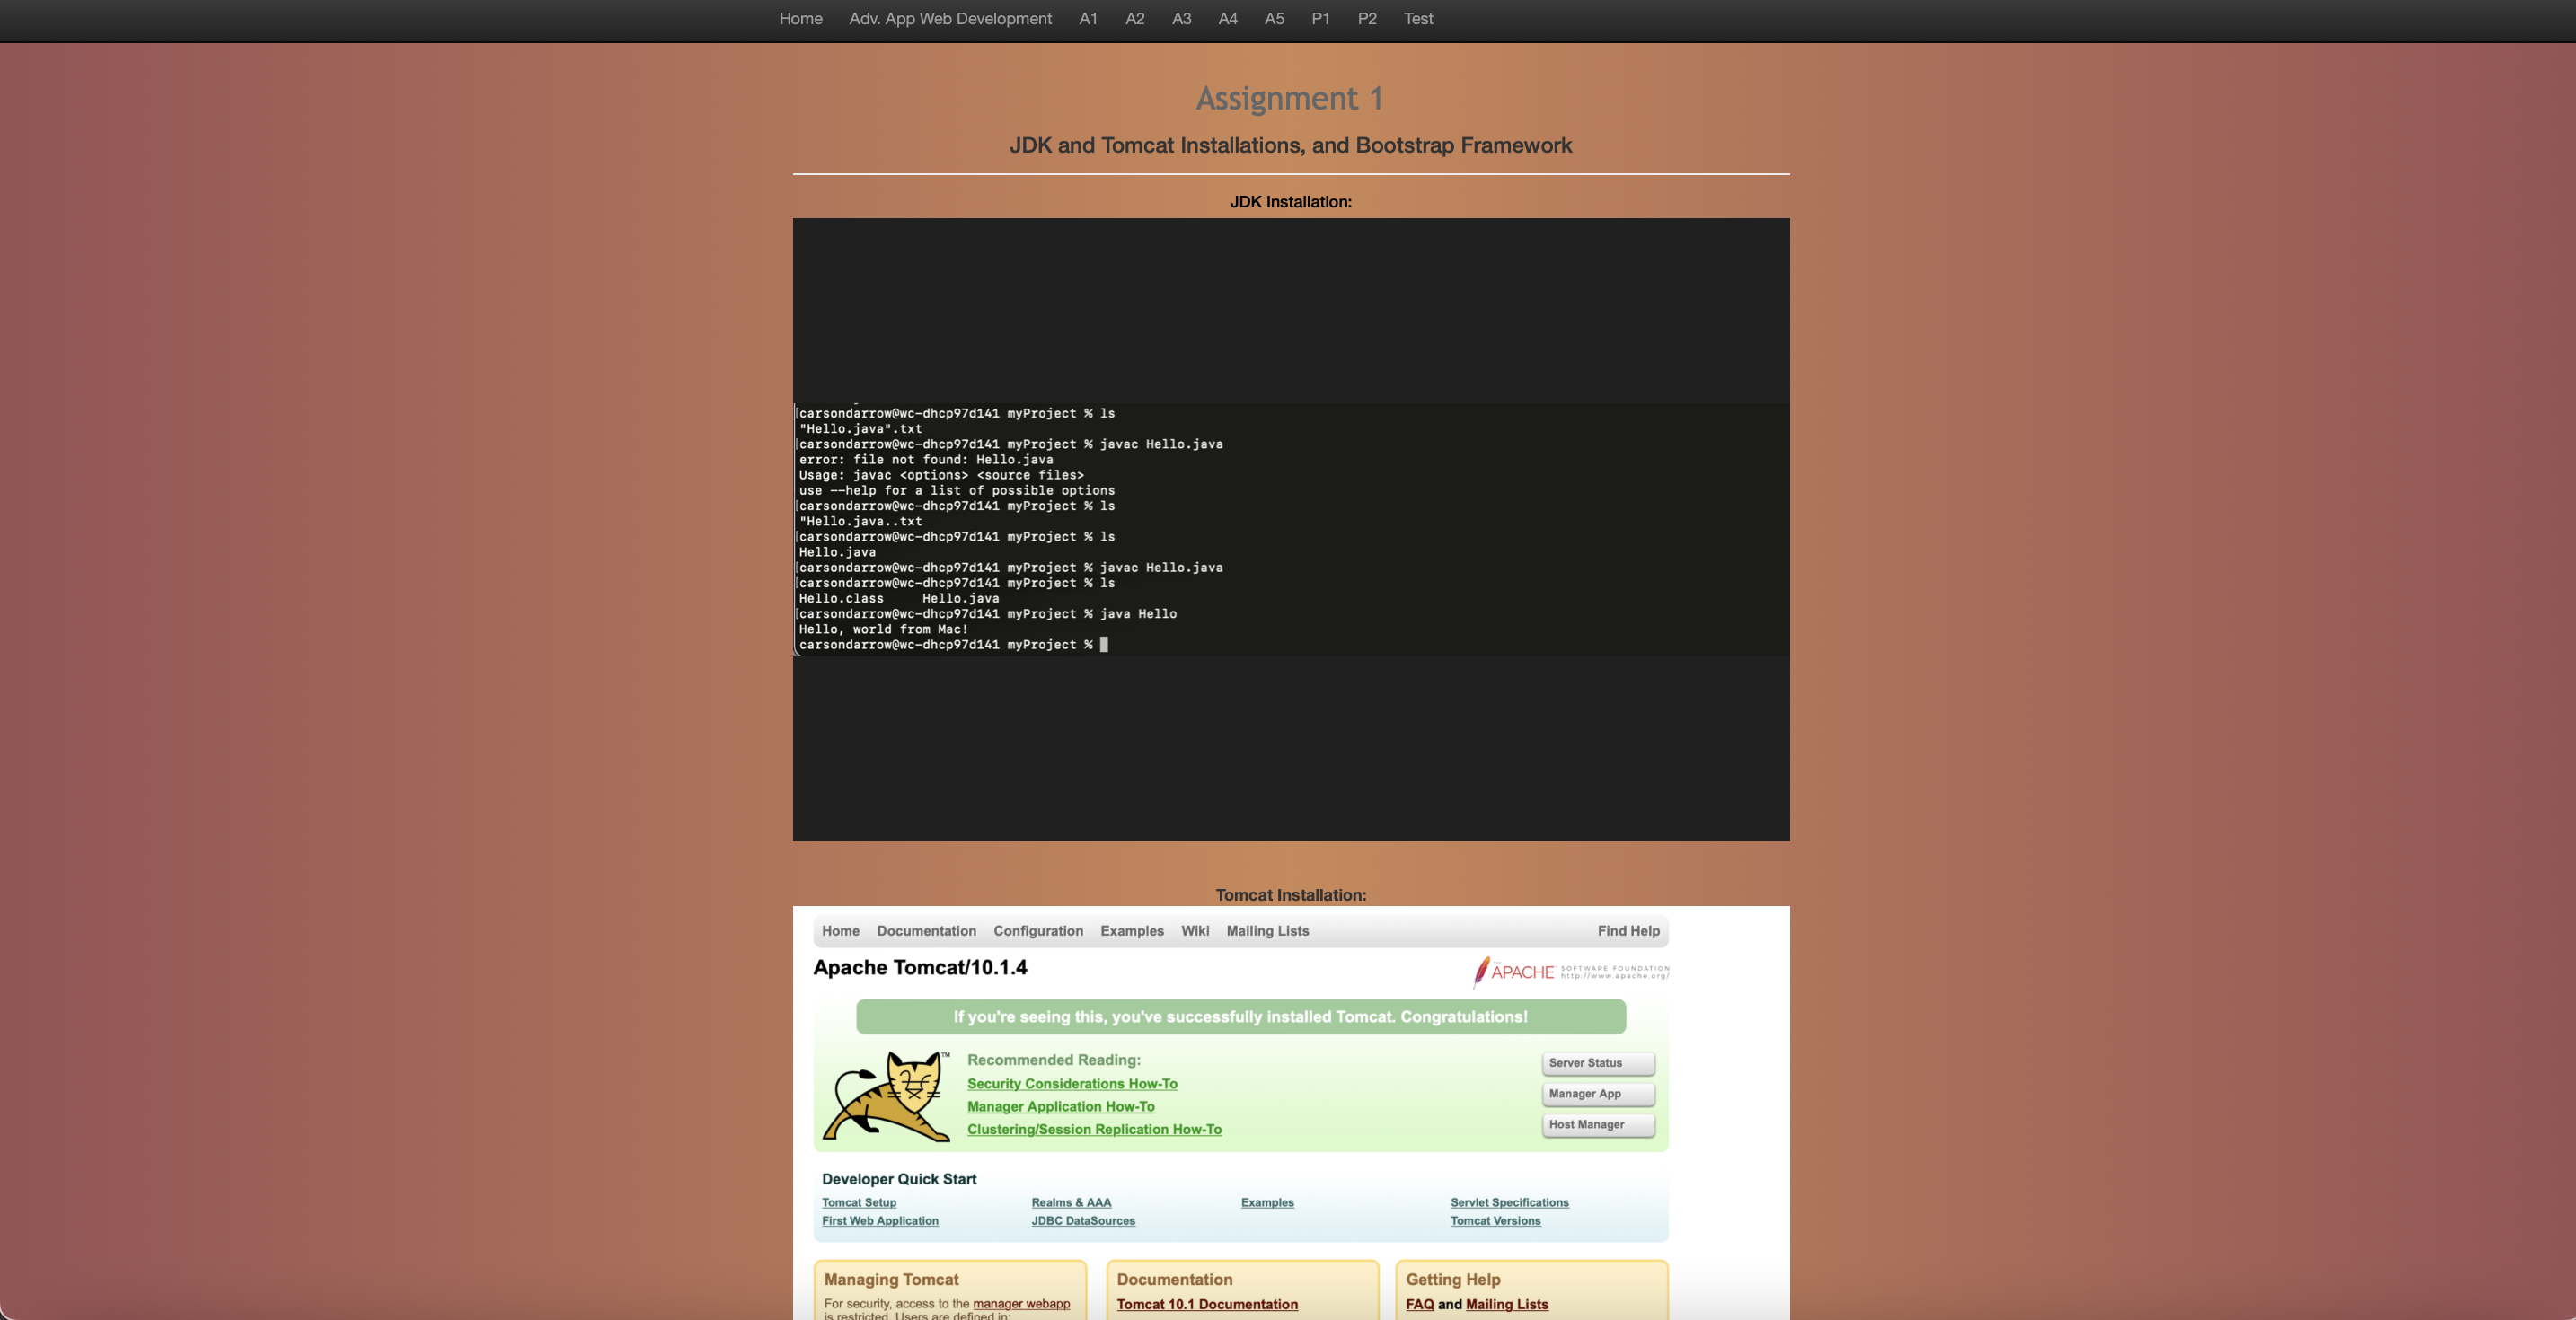 Home Adv. App Web Development A1 A2 A3 A4 A5 P1 P2 Test
Assignment 1
JDK and Tomcat Installations, and Bootstrap Framework
JDK Installation:
[carsondarrow@wc-dhcp97d141 myProject % ls
"Hello.java".txt
[carsondarrow@wc-dhcp97d141 myProject % javac Hello.java
error: file not found: Hello.java
Usage: javac <options> <source files>
use --help for a list of possible options
[carsondarrow@wc-dhcp97d141 myProject % ls
"Hello.java..txt
[carsondarrow@wc-dhcp97d141 myProject % ls
Hello.java
[carsondarrow@wc-dhcp97d141 myProject % javac Hello.java
[carsondarrow@wc-dhcp97d141 myProject % ls
Hello.class Hello.java
[carsondarrow@wc-dhcp97d141 myProject % java Hello
Hello, world from Mac!
carsondarrow@wc-dhcp97d141 myProject %
Tomcat Installation:
Home Documentation Configuration Examples Wiki Mailing Lists Find Help
Apache Tomcat/10.1.4
THE APACHE SOFTWARE FOUNDATION
http://www.apache.org/
If you're seeing this, you've successfully installed Tomcat. Congratulations!
TM
Recommended Reading:
Security Considerations How-To
Manager Application How-To
Clustering/Session Replication How-To
Server Status
Manager App
Host Manager
Developer Quick Start
Tomcat Setup Realms & AAA Examples Servlet Specifications
First Web Application JDBC DataSources Tomcat Versions
Managing Tomcat
For security, access to the manager webapp
is restricted. Users are defined in:
Documentation
Tomcat 10.1 Documentation
Getting Help
FAQ and Mailing Lists